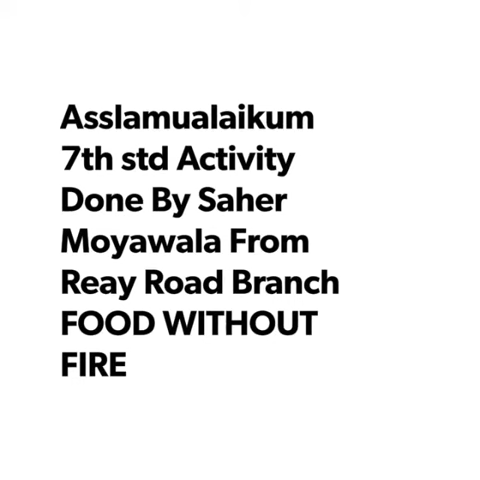 Asslamualaikum
7th std Activity
Done By Saher
Moyawala From
Reay Road Branch
FOOD WITHOUT
FIRE